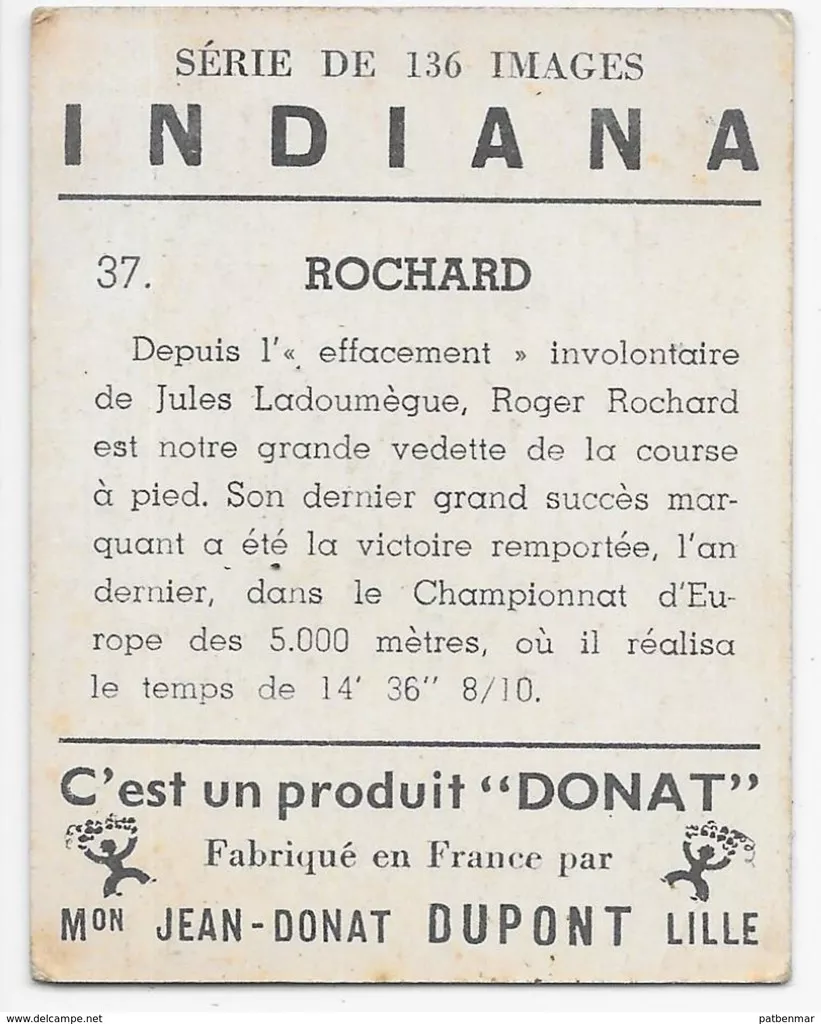 SÉRIE DE 136 IMAGES
INDIANA
37. ROCHARD
Depuis l'« effacement » involontaire
de Jules Ladoumègue, Roger Rochard
est notre grande vedette de la course
à pied. Son dernier grand succès mar-
quant a été la victoire remportée, l'an
dernier, dans le Championnat d'Eu-
rope des 5.000 mètres, où il réalisa
le temps de 14' 36" 8/10.
C'est un produit "DONAT"
Fabriqué en France par
MON JEAN-DONAT DUPONT LILLE
delcampe.net
patbenmar